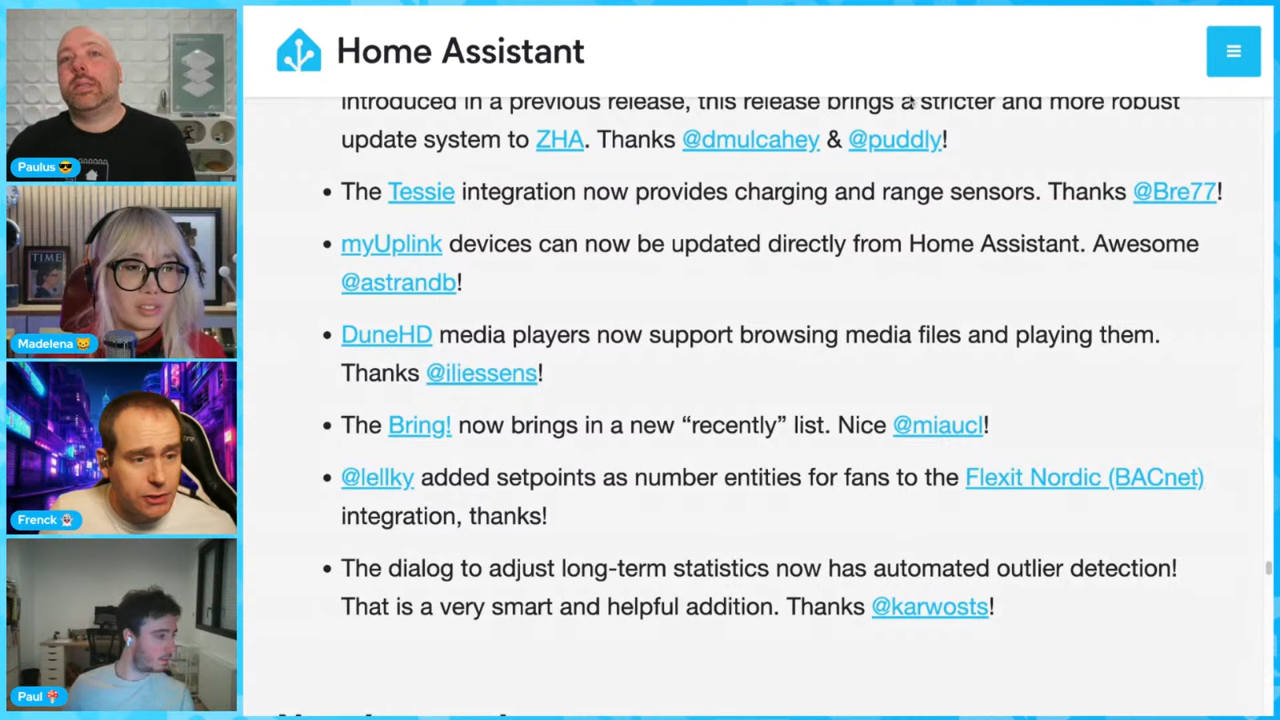 Home Assistant
introduced in a previous release, this release brings a stricter and more robust
update system to ZHA. Thanks @dmulcahey & @puddly!
• The Tessie integration now provides charging and range sensors. Thanks @Bre77!
• myUplink devices can now be updated directly from Home Assistant. Awesome
@astrandb!
• DuneHD media players now support browsing media files and playing them.
Thanks @iliessens!
• The Bring! now brings in a new “recently” list. Nice @miaucl!
• @lellky added setpoints as number entities for fans to the Flexit Nordic (BACnet)
integration, thanks!
• The dialog to adjust long-term statistics now has automated outlier detection!
That is a very smart and helpful addition. Thanks @karwosts!
Paulus 😎
TIME
Madelena 🐱
Frenck 👻
Paul 🍄